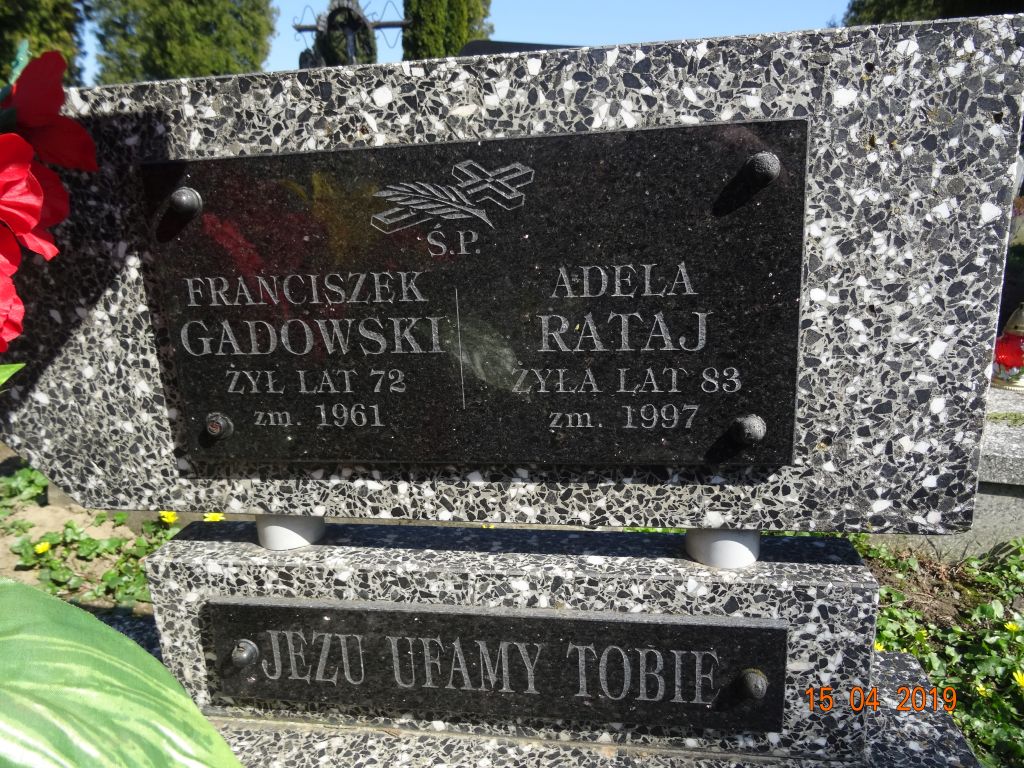 Ś.P.
FRANCISZEK
GADOWSKI
ŻYŁ LAT 72
zm. 1961
ADELA
RATAJ
ŻYŁA LAT 83
zm. 1997
JEZU UFAMY TOBIE
15 04 2019